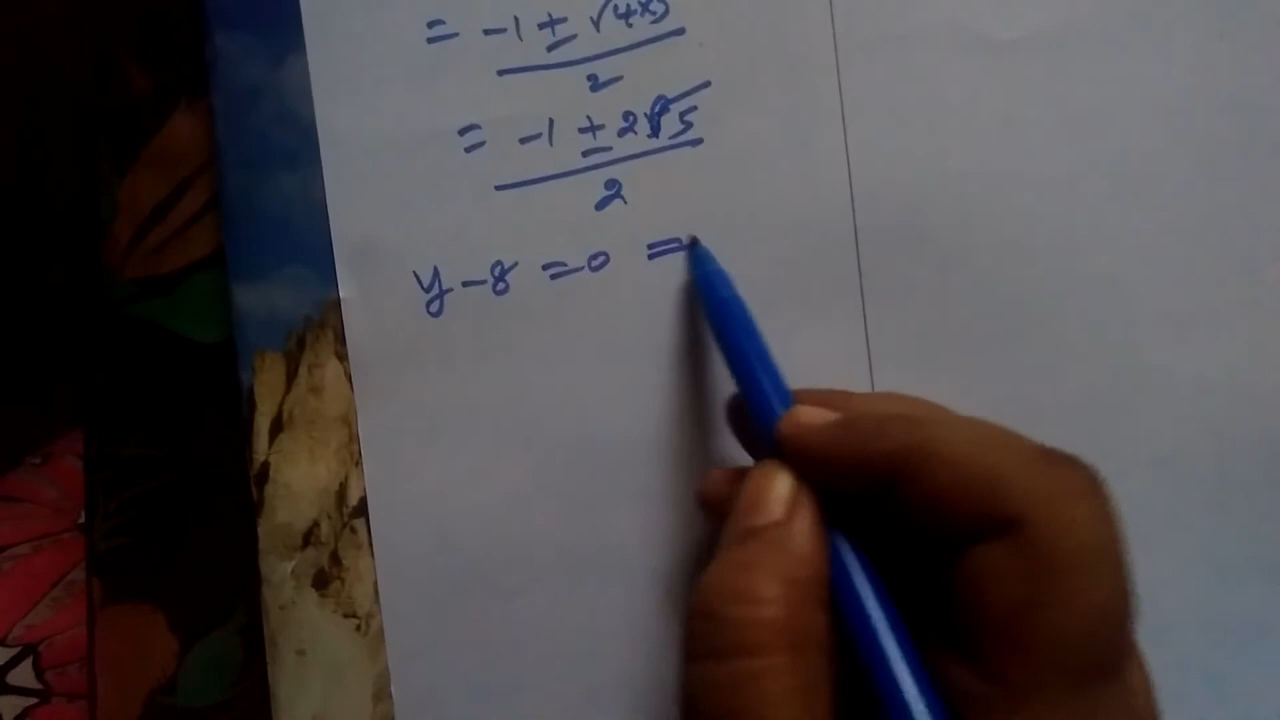 = -1 ± √(4×5)
2
= -1 ± 2√5
2
y - 8 = 0 =